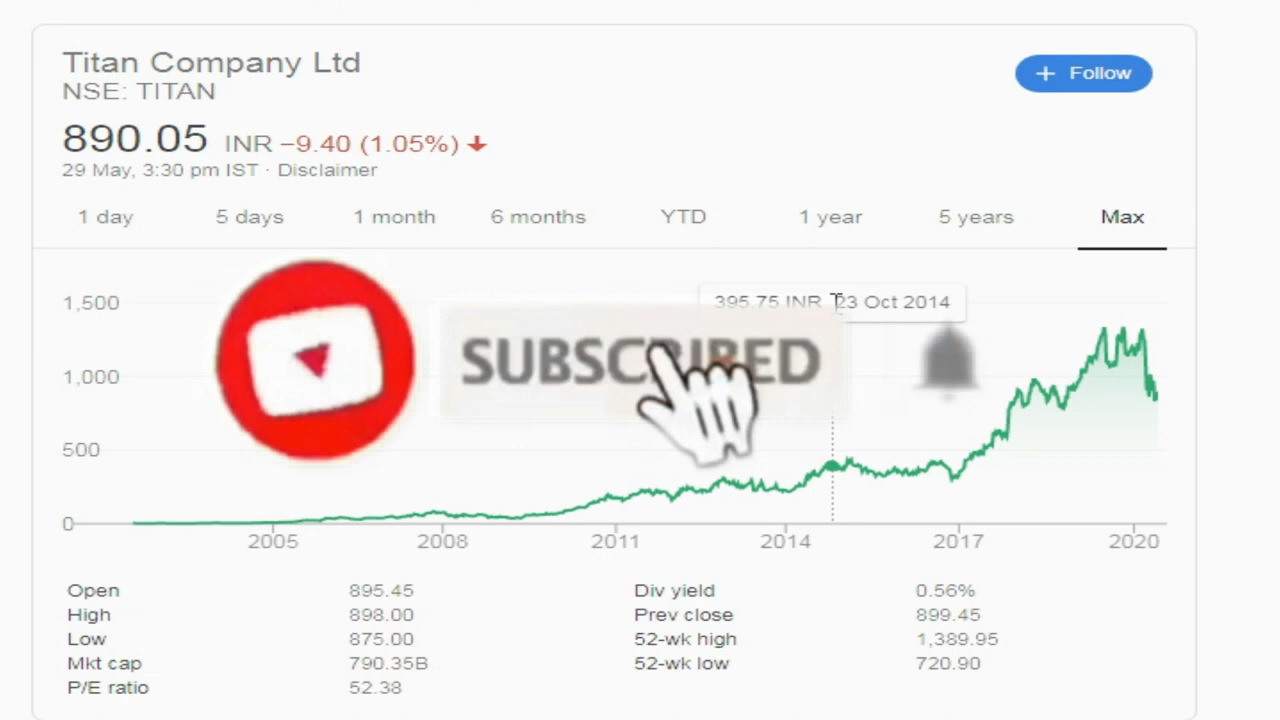 Titan Company Ltd
NSE: TITAN
+ Follow
890.05 INR −9.40 (1.05%)
29 May, 3:30 pm IST · Disclaimer
1 day 5 days 1 month 6 months YTD 1 year 5 years Max
395.75 INR 23 Oct 2014
SUBSCRIBED
1,500
1,000
500
0
2005 2008 2011 2014 2017 2020
Open 895.45 Div yield 0.56%
High 898.00 Prev close 899.45
Low 875.00 52-wk high 1,389.95
Mkt cap 790.35B 52-wk low 720.90
P/E ratio 52.38